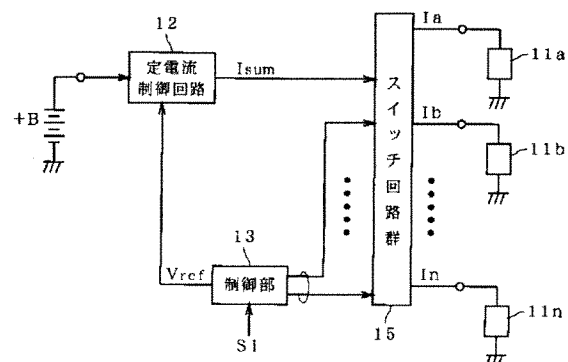 12
定電流
制御回路
Isum
+B
Vref
13
制御部
S1
スイッチ回路群
15
Ia
11a
Ib
11b
In
11n